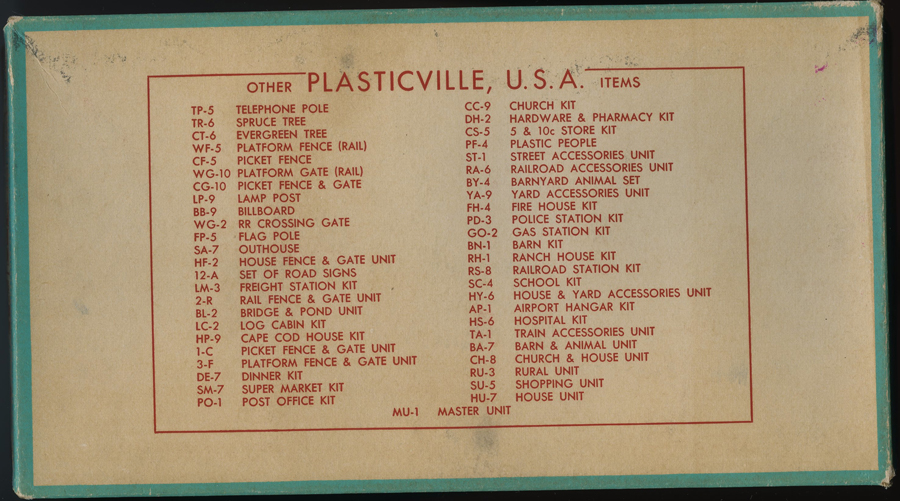 OTHER PLASTICVILLE, U.S.A. ITEMS
TP-5 TELEPHONE POLE
TR-6 SPRUCE TREE
CT-6 EVERGREEN TREE
WF-5 PLATFORM FENCE (RAIL)
CF-5 PICKET FENCE
WG-10 PLATFORM GATE (RAIL)
CG-10 PICKET FENCE & GATE
LP-9 LAMP POST
BB-9 BILLBOARD
WG-2 RR CROSSING GATE
FP-5 FLAG POLE
SA-7 OUTHOUSE
HF-2 HOUSE FENCE & GATE UNIT
12-A SET OF ROAD SIGNS
LM-3 FREIGHT STATION KIT
2-R RAIL FENCE & GATE UNIT
BL-2 BRIDGE & POND UNIT
LC-2 LOG CABIN KIT
HP-9 CAPE COD HOUSE KIT
1-C PICKET FENCE & GATE UNIT
3-F PLATFORM FENCE & GATE UNIT
DE-7 DINNER KIT
SM-7 SUPER MARKET KIT
PO-1 POST OFFICE KIT
CC-9 CHURCH KIT
DH-2 HARDWARE & PHARMACY KIT
CS-5 5 & 10c STORE KIT
PF-4 PLASTIC PEOPLE
ST-1 STREET ACCESSORIES UNIT
RA-6 RAILROAD ACCESSORIES UNIT
BY-4 BARNYARD ANIMAL SET
YA-9 YARD ACCESSORIES UNIT
FH-4 FIRE HOUSE KIT
PD-3 POLICE STATION KIT
GO-2 GAS STATION KIT
BN-1 BARN KIT
RH-1 RANCH HOUSE KIT
RS-8 RAILROAD STATION KIT
SC-4 SCHOOL KIT
HY-6 HOUSE & YARD ACCESSORIES UNIT
AP-1 AIRPORT HANGAR KIT
HS-6 HOSPITAL KIT
TA-1 TRAIN ACCESSORIES UNIT
BA-7 BARN & ANIMAL UNIT
CH-8 CHURCH & HOUSE UNIT
RU-3 RURAL UNIT
SU-5 SHOPPING UNIT
HU-7 HOUSE UNIT
MU-1 MASTER UNIT